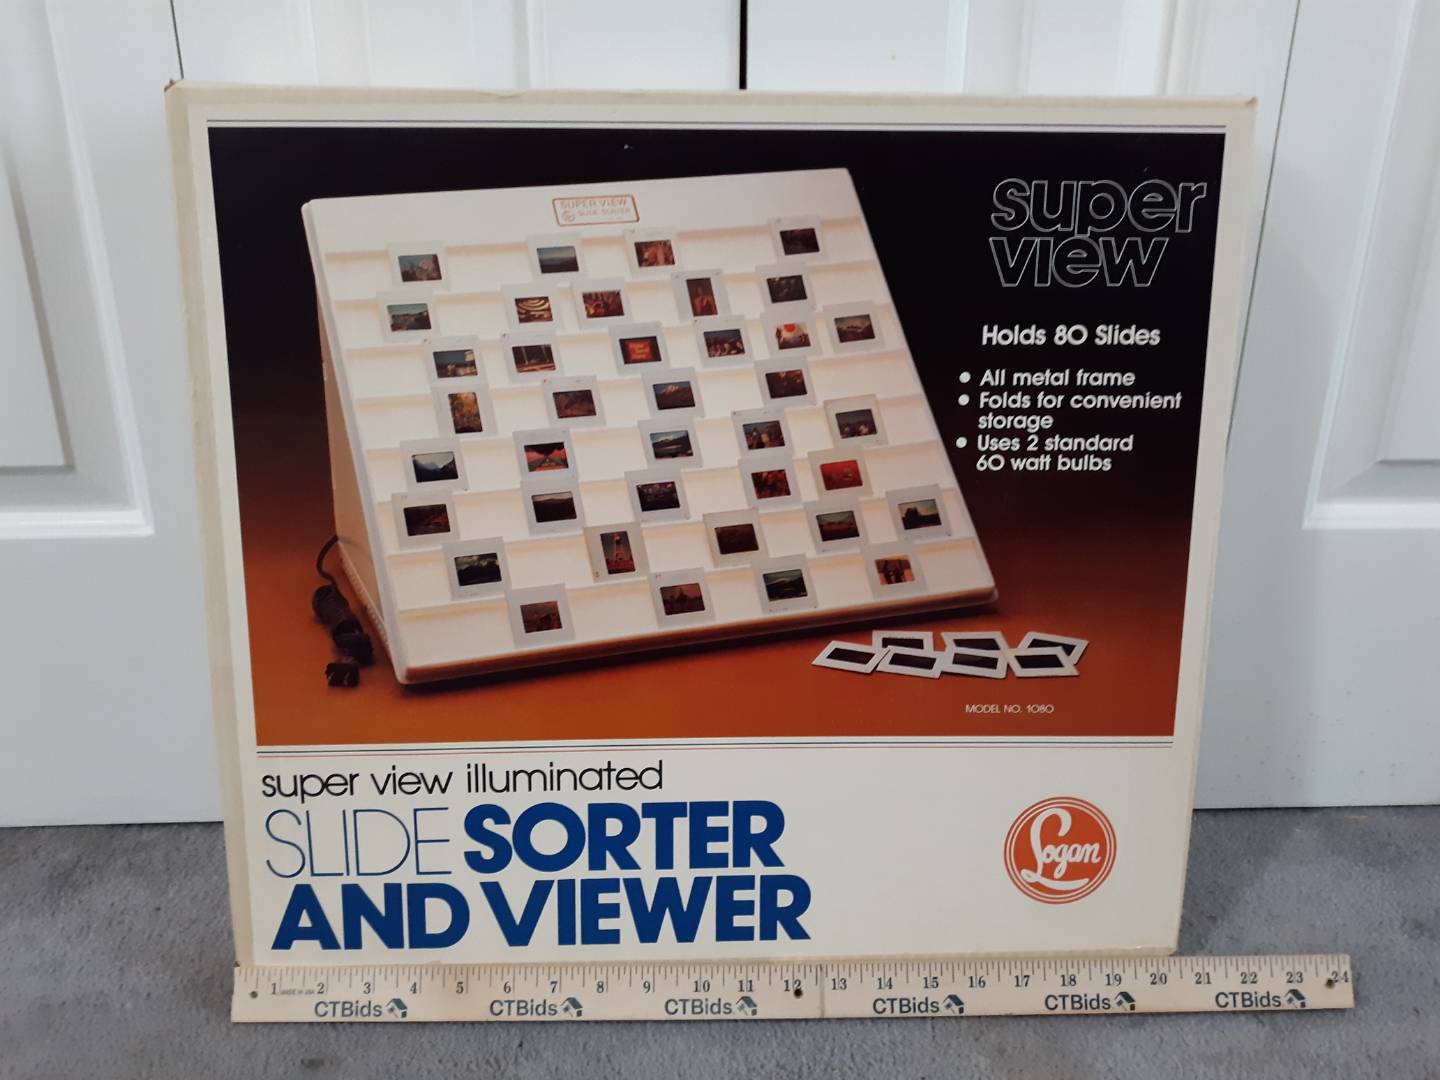 SUPER VIEW
SLIDE SORTER
super
view
Holds 80 Slides
• All metal frame
• Folds for convenient
storage
• Uses 2 standard
60 watt bulbs
MODEL NO. 1080
super view illuminated
SLIDE SORTER
AND VIEWER
Logan
1 MADE IN USA 2 3 4 5 6 7 8 9 10 11 12 13 14 15 16 17 18 19 20 21 22 23 24
CTBids CTBids CTBids CTBids CTBids CTBids